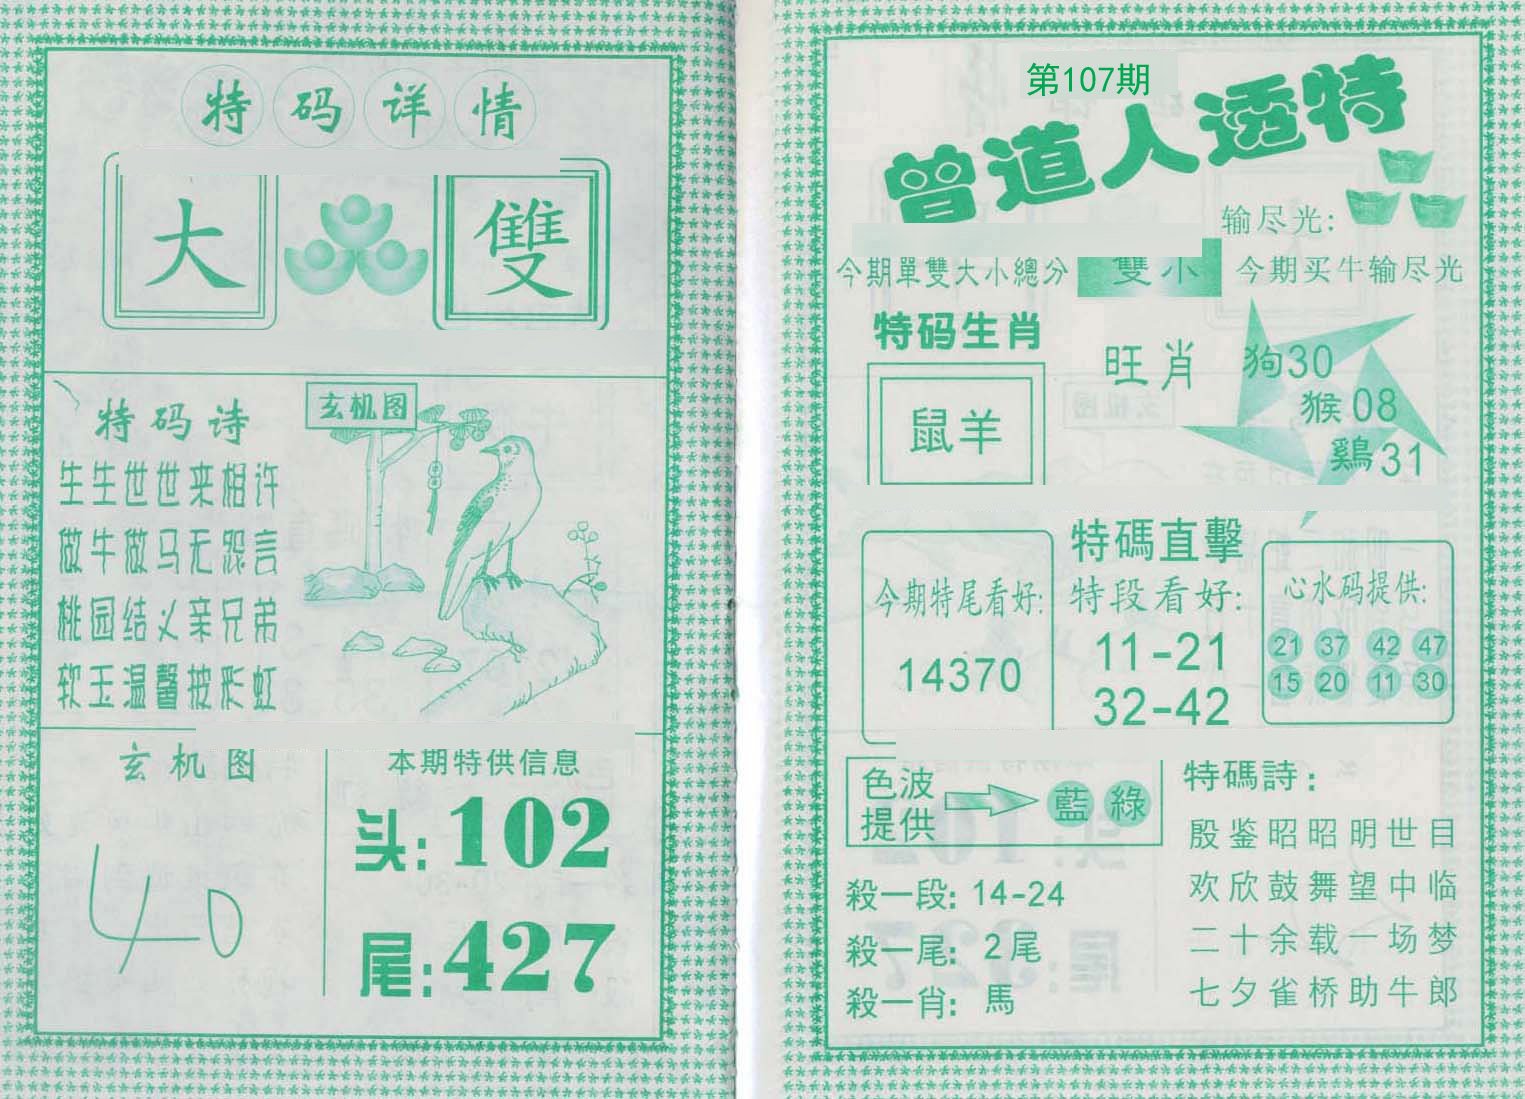 特码详情
大 雙
特码诗
生生世世来相许
做牛做马无怨言
桃园结义亲兄弟
软玉温馨披彩虹
玄机图
玄机图
40
本期特供信息
头:102
尾:427
第107期
曾道人透特
输尽光:
今期單雙大小總分 雙小
今期买牛输尽光
特码生肖
鼠羊
旺肖
狗30
猴08
鷄31
今期特尾看好:
14370
特碼直擊
特段看好:
11-21
32-42
心水码提供:
21 37 42 47
15 20 11 30
色波
提供
藍 綠
殺一段: 14-24
殺一尾: 2尾
殺一肖: 馬
特碼詩:
殷鉴昭昭明世目
欢欣鼓舞望中临
二十余载一场梦
七夕雀桥助牛郎